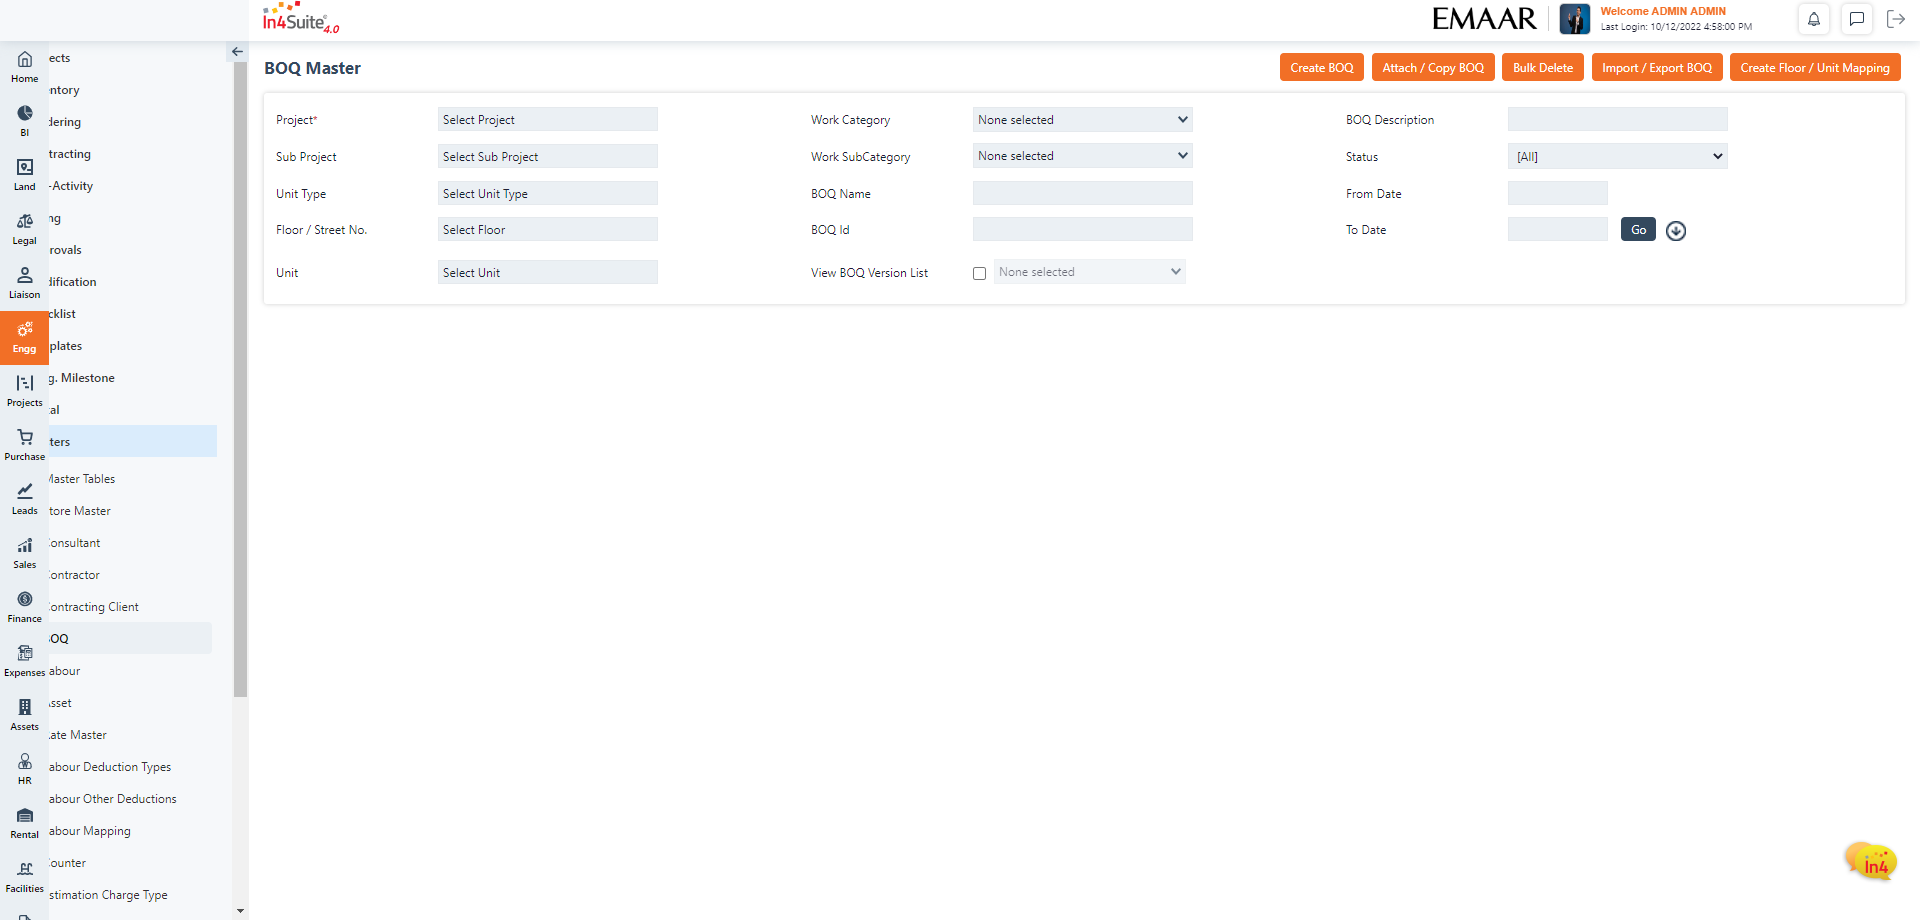 In4Suite® 4.0
EMAAR
Welcome ADMIN ADMIN
Last Login: 10/12/2022 4:58:00 PM
Home
BI
Land
Legal
Liaison
Engg
Projects
Purchase
Leads
Sales
Finance
Expenses
Assets
HR
Rental
Facilities
ects
ntory
dering
tracting
-Activity
ng
rovals
dification
cklist
plates
g. Milestone
tal
ters
Master Tables
tore Master
Consultant
Contractor
Contracting Client
BOQ
abour
sset
ate Master
abour Deduction Types
abour Other Deductions
abour Mapping
Counter
stimation Charge Type
BOQ Master
Create BOQ
Attach / Copy BOQ
Bulk Delete
Import / Export BOQ
Create Floor / Unit Mapping
Project* Select Project
Work Category None selected
BOQ Description
Sub Project Select Sub Project
Work SubCategory None selected
Status [All]
Unit Type Select Unit Type
BOQ Name
From Date
Floor / Street No. Select Floor
BOQ Id
To Date Go
Unit Select Unit
View BOQ Version List None selected
in4